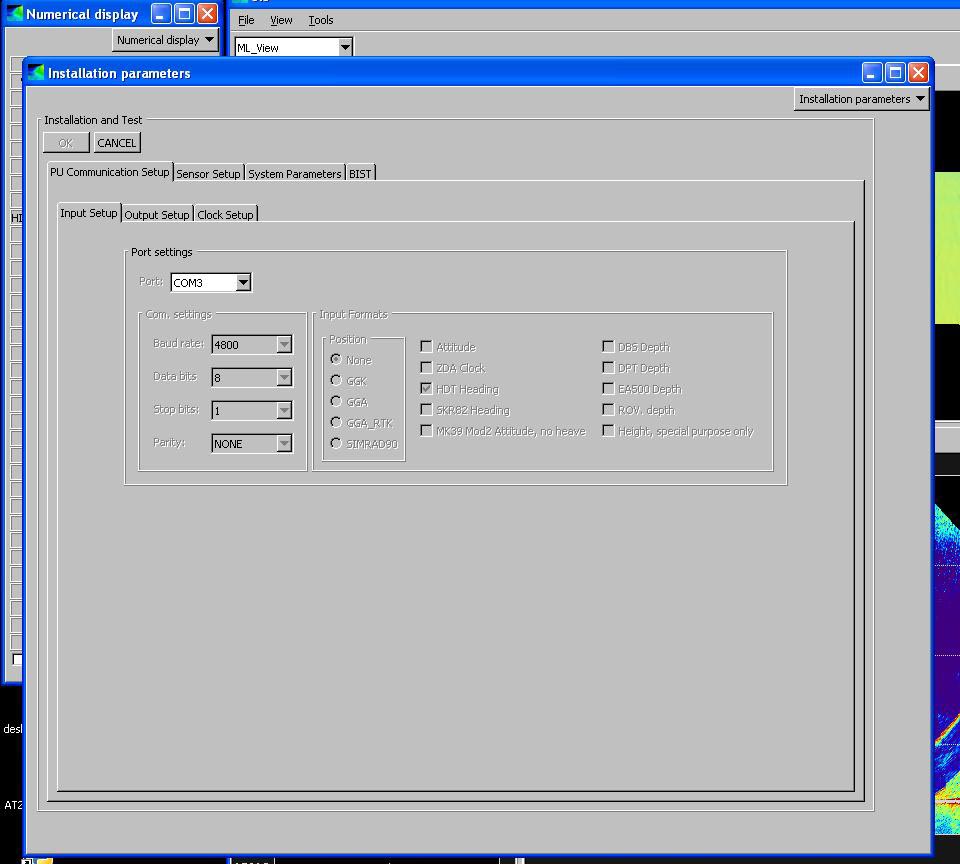 Numerical display
Numerical display
File View Tools
ML_View
Installation parameters
Installation parameters
Installation and Test
OK CANCEL
PU Communication Setup Sensor Setup System Parameters BIST
Input Setup Output Setup Clock Setup
Port settings
Port: COM3
Com. settings
Baud rate: 4800
Data bits 8
Stop bits: 1
Parity: NONE
Input Formats
Position
None
GGK
GGA
GGA_RTK
SIMRAD90
Attitude
ZDA Clock
HDT Heading
SKR82 Heading
MK39 Mod2 Attitude, no heave
DBS Depth
DPT Depth
EA500 Depth
ROV. depth
Height, special purpose only
HI
desl
AT2